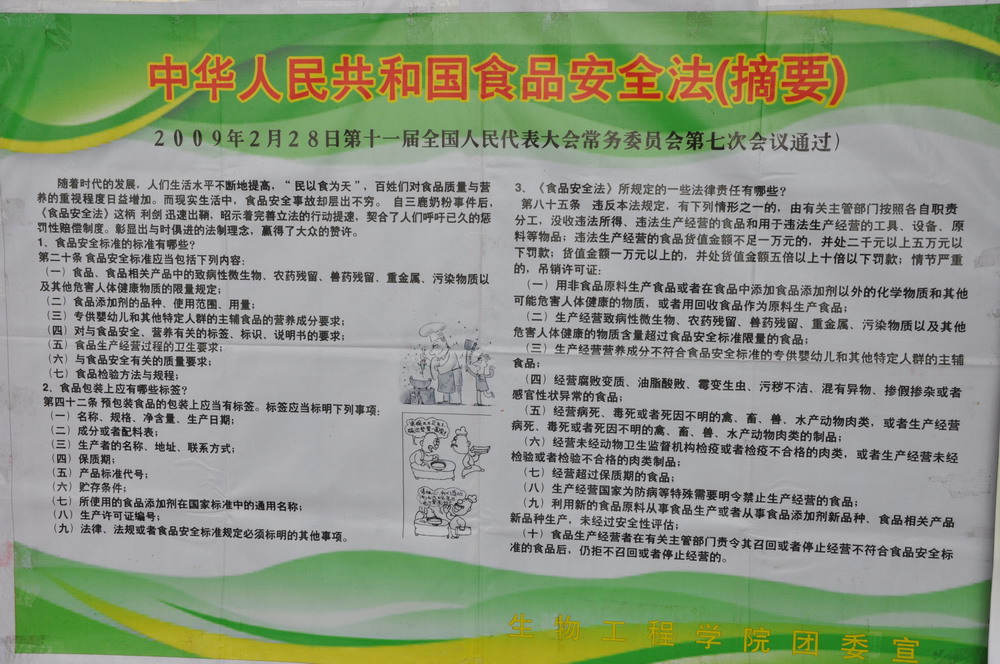 中华人民共和国食品安全法(摘要)
2009年2月28日第十一届全国人民代表大会常务委员会第七次会议通过）
随着时代的发展，人们生活水平不断地提高，“民以食为天”，百姓们对食品质量与营
养的重视程度日益增加。而现实生活中，食品安全事故却是出不穷。 自三鹿奶粉事件后，
《食品安全法》这柄 利剑 迅速出鞘，昭示着完善立法的行动提速，契合了人们呼吁已久的惩
罚性赔偿制度。彰显出与时俱进的法制理念，赢得了大众的赞许。
1、食品安全标准的标准有哪些？
第二十条 食品安全标准应当包括下列内容：
（一）食品、食品相关产品中的致病性微生物、农药残留、兽药残留、重金属、污染物质以
及其他危害人体健康物质的限量规定；
（二）食品添加剂的品种、使用范围、用量；
（三）专供婴幼儿和其他特定人群的主辅食品的营养成分要求；
（四）对与食品安全、营养有关的标签、标识、说明书的要求；
（五）食品生产经营过程的卫生要求；
（六）与食品安全有关的质量要求；
（七）食品检验方法与规程；
2、食品包装上应有哪些标签？
第四十二条 预包装食品的包装上应当有标签。标签应当标明下列事项：
（一）名称、规格、净含量、生产日期；
（二）成分或者配料表；
（三）生产者的名称、地址、联系方式；
（四）保质期；
（五）产品标准代号；
（六）贮存条件；
（七）所使用的食品添加剂在国家标准中的通用名称；
（八）生产许可证编号；
（九）法律、法规或者食品安全标准规定必须标明的其他事项。
3、《食品安全法》所规定的一些法律责任有哪些？
第八十五条 违反本法规定，有下列情形之一的，由有关主管部门按照各自职责
分工，没收违法所得、违法生产经营的食品和用于违法生产经营的工具、设备、原
料等物品；违法生产经营的食品货值金额不足一万元的，并处二千元以上五万元以
下罚款；货值金额一万元以上的，并处货值金额五倍以上十倍以下罚款；情节严重
的，吊销许可证：
（一）用非食品原料生产食品或者在食品中添加食品添加剂以外的化学物质和其他
可能危害人体健康的物质，或者用回收食品作为原料生产食品；
（二）生产经营致病性微生物、农药残留、兽药残留、重金属、污染物质以及其他
危害人体健康的物质含量超过食品安全标准限量的食品；
（三）生产经营营养成分不符合食品安全标准的专供婴幼儿和其他特定人群的主辅
食品；
（四）经营腐败变质、油脂酸败、霉变生虫、污秽不洁、混有异物、掺假掺杂或者
感官性状异常的食品；
（五）经营病死、毒死或者死因不明的禽、畜、兽、水产动物肉类，或者生产经营
病死、毒死或者死因不明的禽、畜、兽、水产动物肉类的制品；
（六）经营未经动物卫生监督机构检疫或者检疫不合格的肉类，或者生产经营未经
检验或者检验不合格的肉类制品；
（七）经营超过保质期的食品；
（八）生产经营国家为防病等特殊需要明令禁止生产经营的食品；
（九）利用新的食品原料从事食品生产或者从事食品添加剂新品种、食品相关产品
新品种生产，未经过安全性评估；
（十）食品生产经营者在有关主管部门责令其召回或者停止经营不符合食品安全标
准的食品后，仍拒不召回或者停止经营的。
生物工程学院团委宣